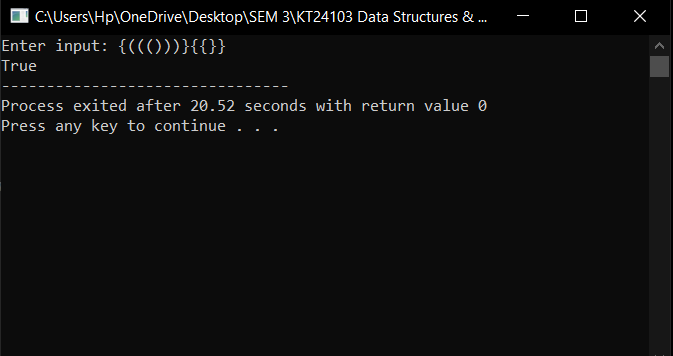 C:\Users\Hp\OneDrive\Desktop\SEM 3\KT24103 Data Structures & ...
Enter input: {((()))}{{}}
True
--------------------------------
Process exited after 20.52 seconds with return value 0
Press any key to continue . . .